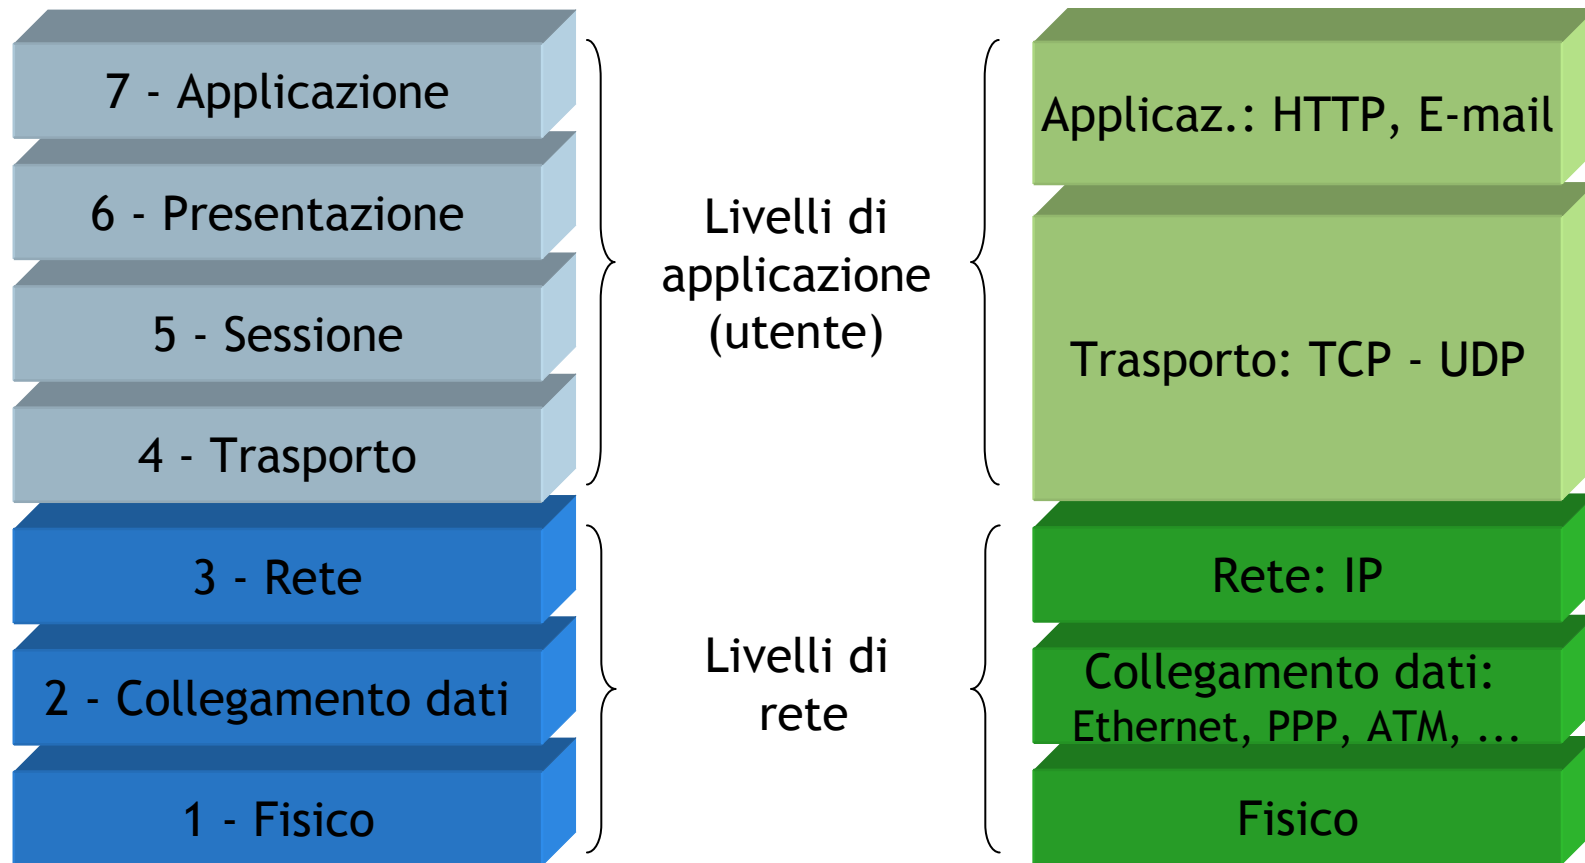 7 - Applicazione
6 - Presentazione
5 - Sessione
4 - Trasporto
3 - Rete
2 - Collegamento dati
1 - Fisico
Livelli di
applicazione
(utente)
Livelli di
rete
Applicaz.: HTTP, E-mail
Trasporto: TCP - UDP
Rete: IP
Collegamento dati:
Ethernet, PPP, ATM, ...
Fisico